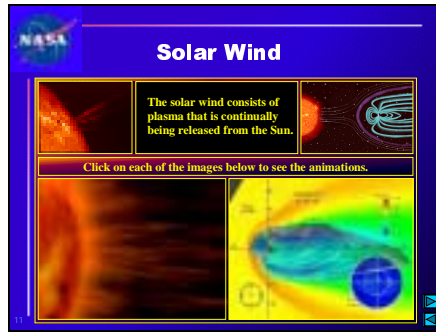 NASA
Solar Wind
The solar wind consists of
plasma that is continually
being released from the Sun.
Click on each of the images below to see the animations.
11